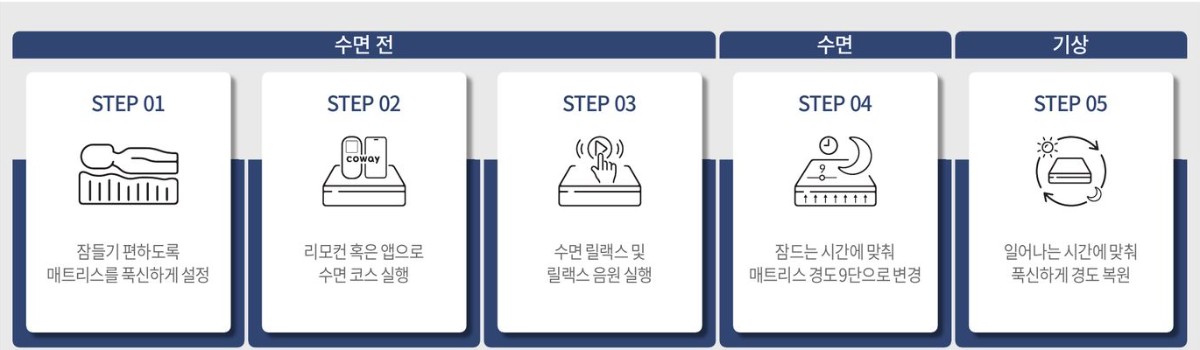 수면 전
수면
기상
STEP 01
잠들기 편하도록
매트리스를 푹신하게 설정
STEP 02
coway
리모컨 혹은 앱으로
수면 코스 실행
STEP 03
수면 릴랙스 및
릴랙스 음원 실행
STEP 04
9
잠드는 시간에 맞춰
매트리스 경도 9단으로 변경
STEP 05
일어나는 시간에 맞춰
푹신하게 경도 복원